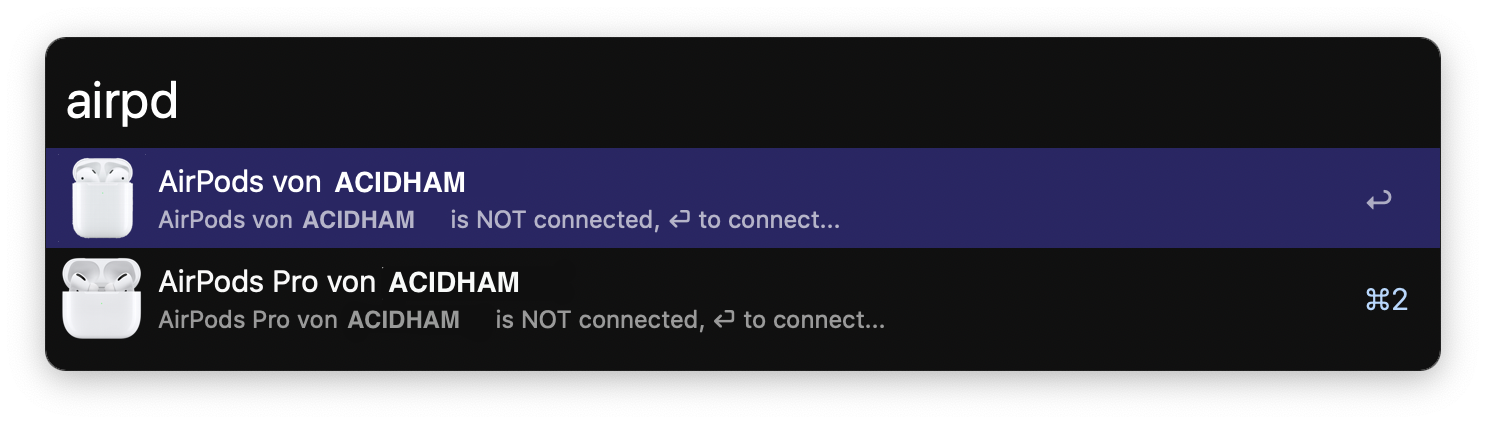 airpd
AirPods von ACIDHAM
AirPods von ACIDHAM is NOT connected, ⏎ to connect...
AirPods Pro von ACIDHAM
AirPods Pro von ACIDHAM is NOT connected, ⏎ to connect...
⌘2